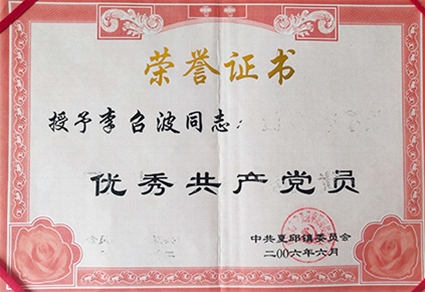 荣誉证书
授予李台波同志：
优秀共产党员
中共夏邱镇委员会
二00六年六月